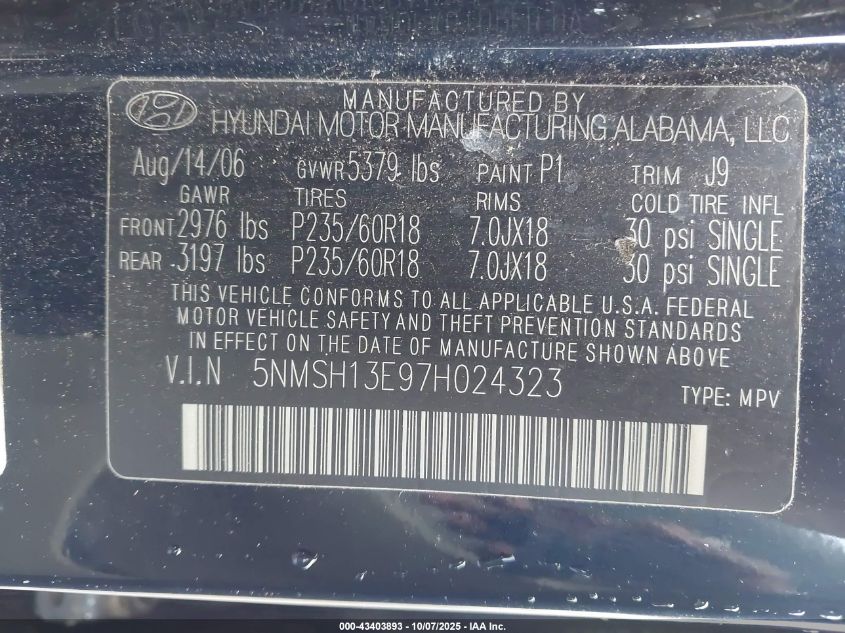 MANUFACTURED BY
HYUNDAI MOTOR MANUFACTURING ALABAMA, LLC
Aug/14/06 GVWR 5379 lbs PAINT P1 TRIM J9
GAWR TIRES RIMS COLD TIRE INFL
FRONT 2976 lbs P235/60R18 7.0JX18 30 psi SINGLE
REAR 3197 lbs P235/60R18 7.0JX18 30 psi SINGLE
THIS VEHICLE CONFORMS TO ALL APPLICABLE U.S.A. FEDERAL
MOTOR VEHICLE SAFETY AND THEFT PREVENTION STANDARDS
IN EFFECT ON THE DATE OF MANUFACTURE SHOWN ABOVE
V.I.N 5NMSH13E97H024323
TYPE: MPV
000-43403893 - 10/07/2025 - IAA Inc.